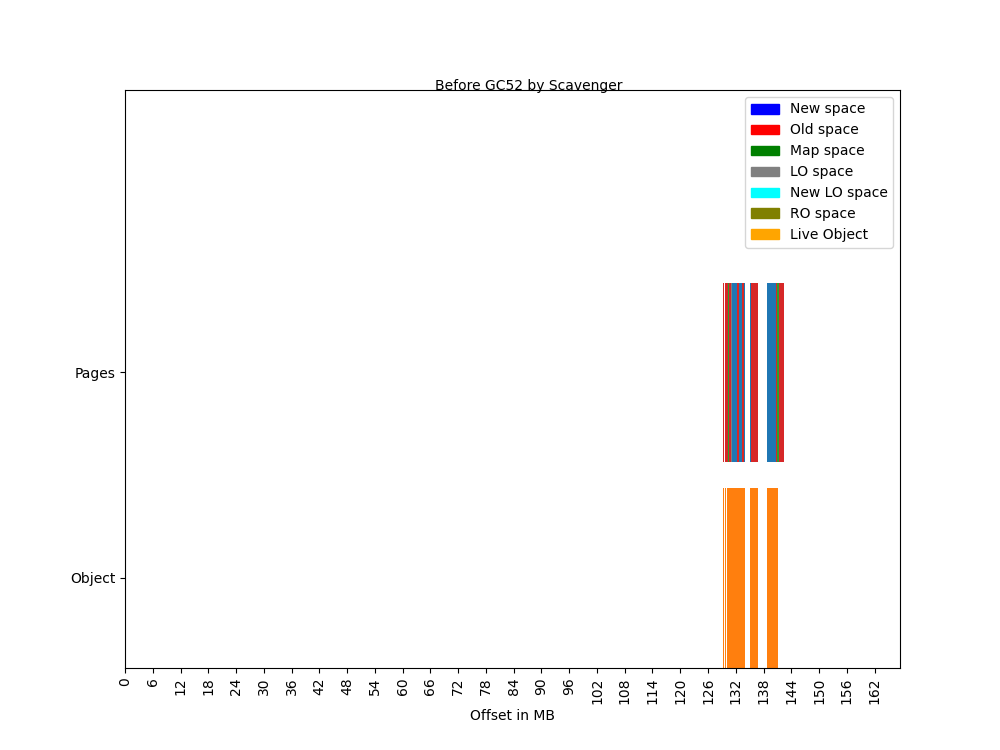 Before GC52 by Scavenger
New space
Old space
Map space
LO space
New LO space
RO space
Live Object
Pages
Object
0 6 12 18 24 30 36 42 48 54 60 66 72 78 84 90 96 102 108 114 120 126 132 138 144 150 156 162
Offset in MB